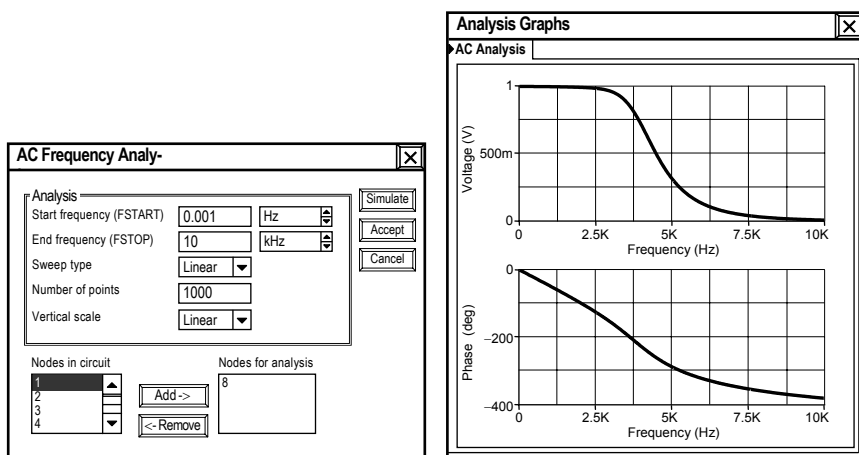 AC Frequency Analy-
Analysis
Start frequency (FSTART) 0.001 Hz
End frequency (FSTOP) 10 kHz
Sweep type Linear
Number of points 1000
Vertical scale Linear
Simulate
Accept
Cancel
Nodes in circuit
1
2
3
4
Add ->
<- Remove
Nodes for analysis
8
Analysis Graphs
AC Analysis
Voltage (V)
1
500m
0
0 2.5K 5K 7.5K 10K
Frequency (Hz)
Phase (deg)
0
−200
−400
0 2.5K 5K 7.5K 10K
Frequency (Hz)